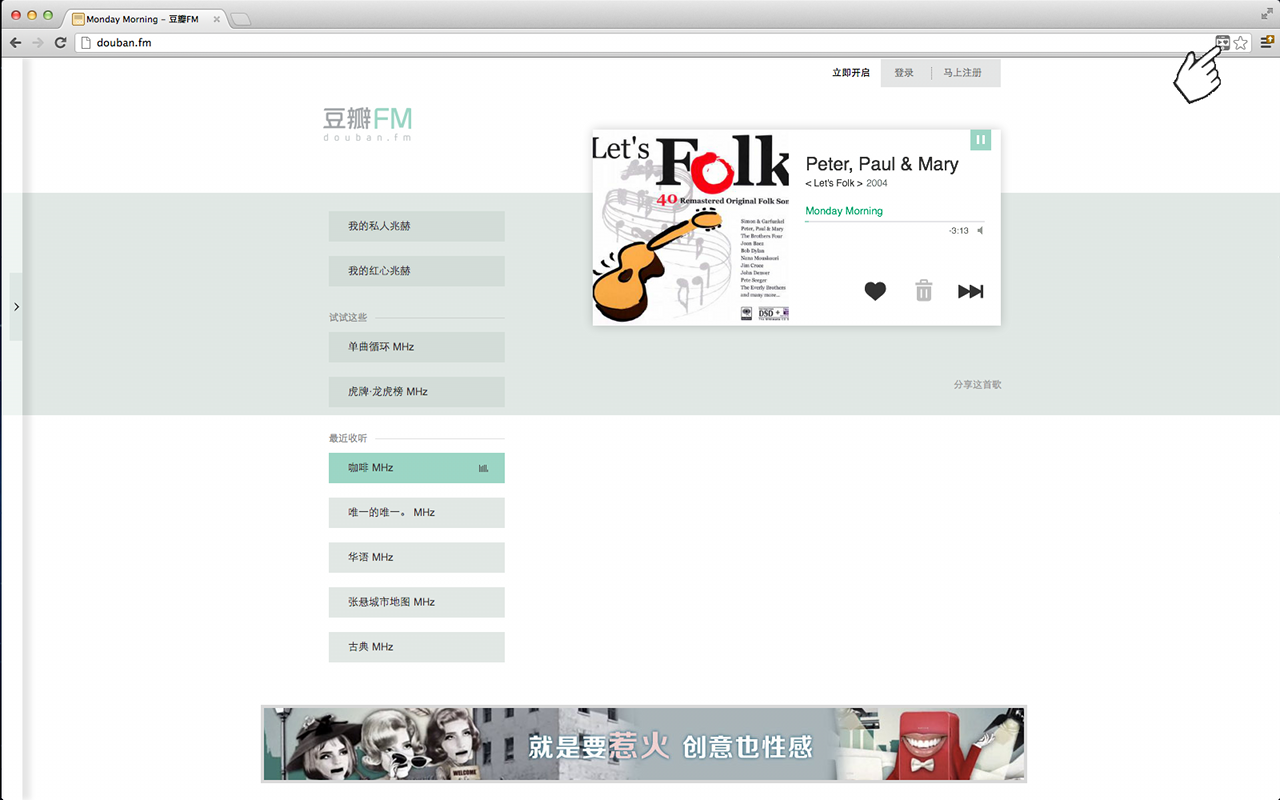 Monday Morning - 豆瓣FM
douban.fm
立即开启
登录
马上注册
豆瓣FM
douban.fm
Let's Folk
40 Remastered Original Folk Son
Simon & Garfunkel
Peter, Paul & Mary
The Brothers Four
Joan Baez
Bob Dylan
Nana Mouskouri
Jim Croce
John Denver
Pete Seeger
The Everly Brothers
and many more...
DSD
Peter, Paul & Mary
< Let's Folk > 2004
Monday Morning
-3:13
我的私人兆赫
我的红心兆赫
试试这些
单曲循环 MHz
虎牌·龙虎榜 MHz
分享这首歌
最近收听
咖啡 MHz
唯一的唯一。 MHz
华语 MHz
张悬城市地图 MHz
古典 MHz
就是要惹火 创意也性感
WELCOME